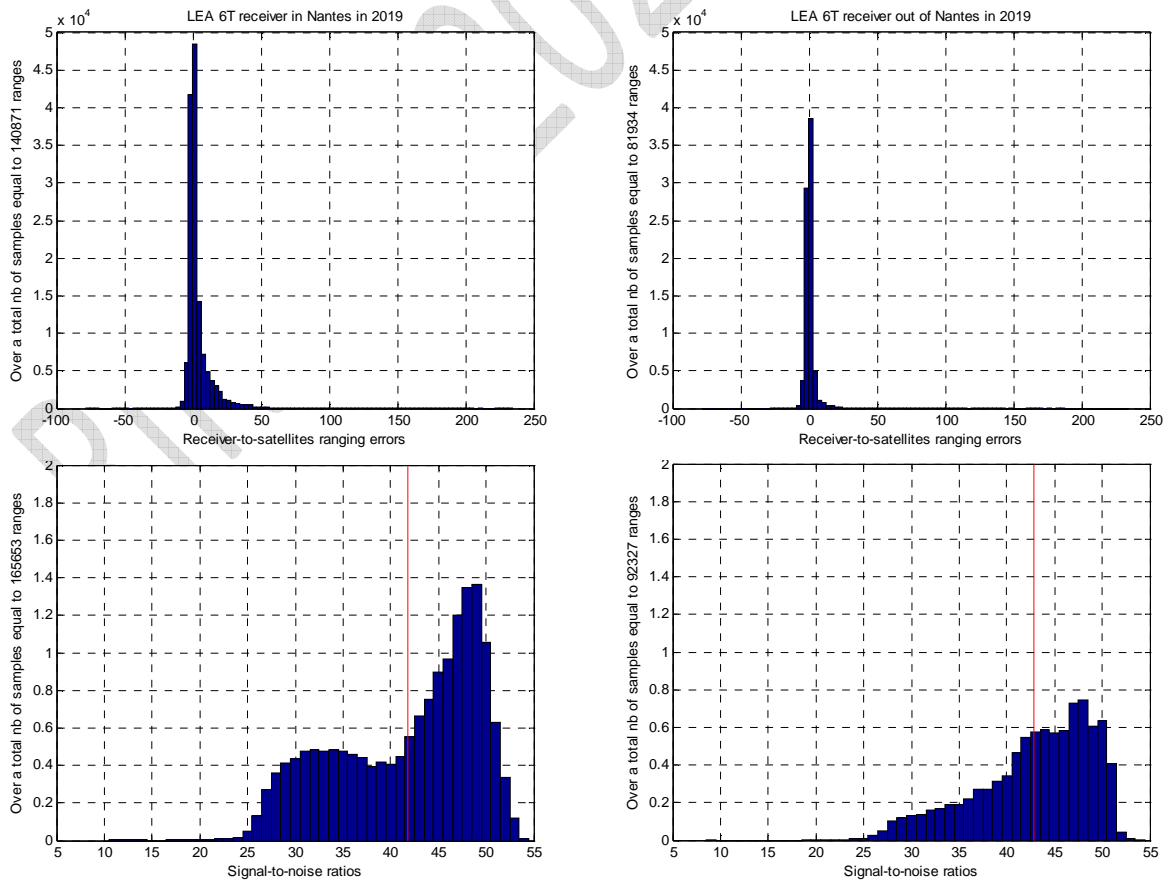 LEA 6T receiver in Nantes in 2019
x 10^4
5
4.5
4
3.5
3
2.5
2
1.5
1
0.5
0
Over a total nb of samples equal to 140871 ranges
-100 -50 0 50 100 150 200 250
Receiver-to-satellites ranging errors
LEA 6T receiver out of Nantes in 2019
x 10^4
5
4.5
4
3.5
3
2.5
2
1.5
1
0.5
0
Over a total nb of samples equal to 81934 ranges
-100 -50 0 50 100 150 200 250
Receiver-to-satellites ranging errors
2
1.8
1.6
1.4
1.2
1
0.8
0.6
0.4
0.2
0
Over a total nb of samples equal to 165653 ranges
5 10 15 20 25 30 35 40 45 50 55
Signal-to-noise ratios
2
1.8
1.6
1.4
1.2
1
0.8
0.6
0.4
0.2
0
Over a total nb of samples equal to 92327 ranges
5 10 15 20 25 30 35 40 45 50 55
Signal-to-noise ratios